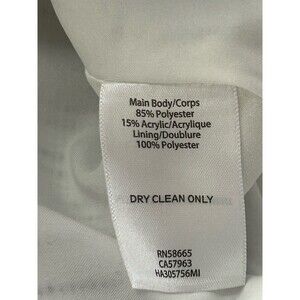 Main Body/Corps
85% Polyester
15% Acrylic/Acrylique
Lining/Doublure
100% Polyester
DRY CLEAN ONLY
RN58665
CA57963
HA305756MI